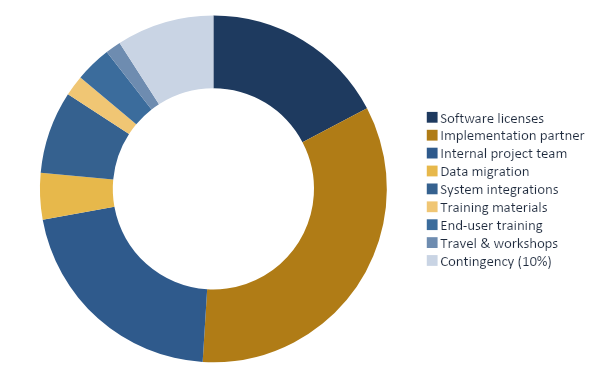 Software licenses
Implementation partner
Internal project team
Data migration
System integrations
Training materials
End-user training
Travel & workshops
Contingency (10%)